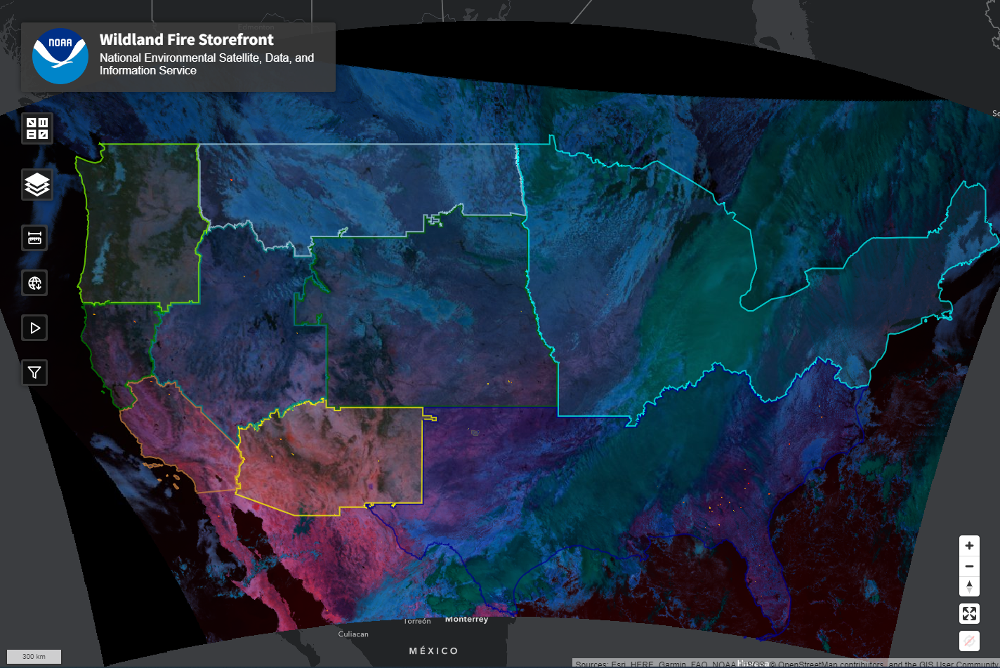 Edmonton
NOAA
Wildland Fire Storefront
National Environmental Satellite, Data, and
Information Service
Se
Torreón
Monterrey
Culiacan
MÉXICO
300 km
Sources: Esri, HERE, Garmin, FAO, NOAA, USGS, © OpenStreetMap contributors, and the GIS User Community